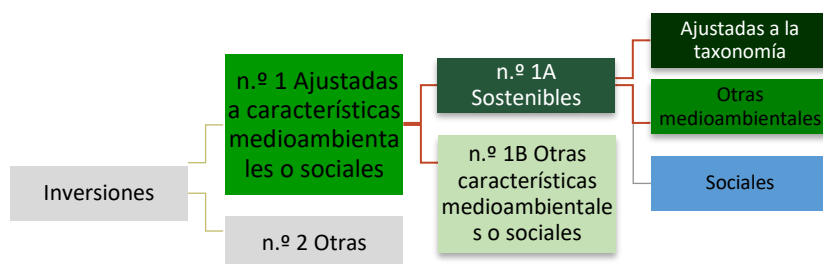 Inversiones
n.º 1 Ajustadas
a características
medioambienta
les o sociales
n.º 2 Otras
n.º 1A
Sostenibles
n.º 1B Otras
características
medioambientale
s o sociales
Ajustadas a la
taxonomía
Otras
medioambientales
Sociales